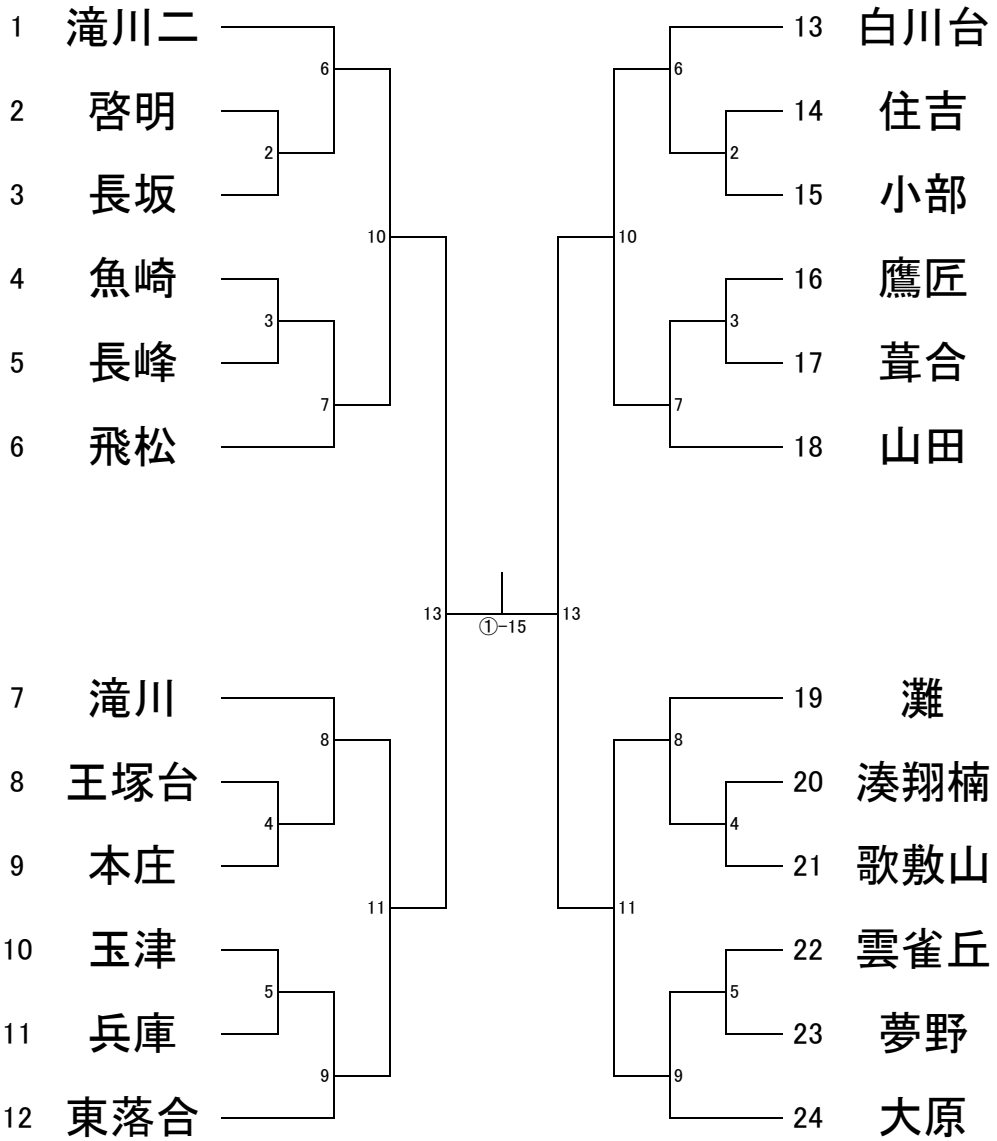 1 滝川二 13 白川台
6 6
2 啓明 14 住吉
2 2
3 長坂 15 小部
10 10
4 魚崎 16 鷹匠
3 3
5 長峰 17 葺合
7 7
6 飛松 18 山田
13 13
①-15
7 滝川 19 灘
8 8
8 王塚台 20 湊翔楠
4 4
9 本庄 21 歌敷山
11 11
10 玉津 22 雲雀丘
5 5
11 兵庫 23 夢野
9 9
12 東落合 24 大原